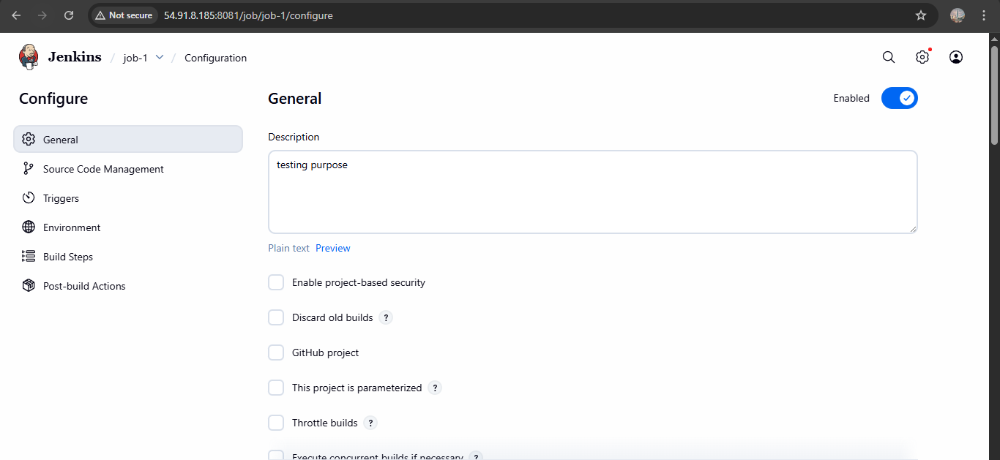 Not secure 54.91.8.185:8081/job/job-1/configure
Jenkins / job-1 / Configuration
Configure
General
Source Code Management
Triggers
Environment
Build Steps
Post-build Actions
General
Enabled
Description
testing purpose
Plain text Preview
Enable project-based security
Discard old builds ?
GitHub project
This project is parameterized ?
Throttle builds ?
Execute concurrent builds if necessary ?